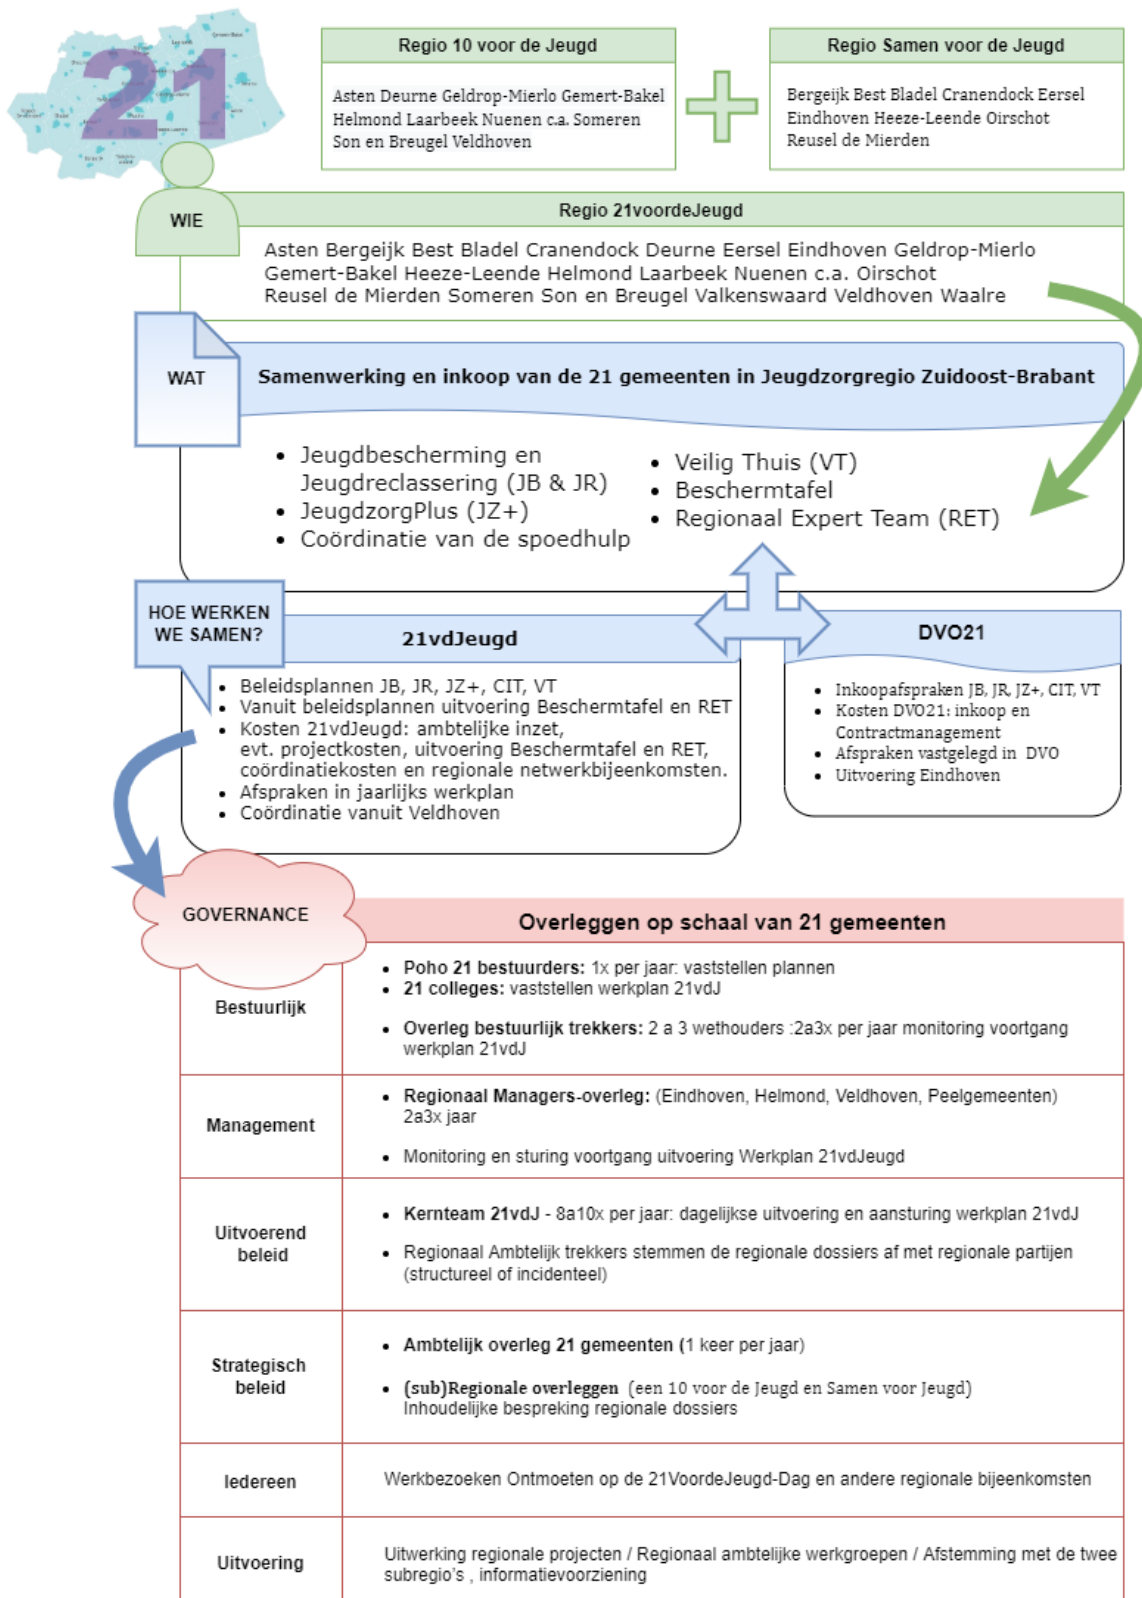 21
Regio 10 voor de Jeugd
Asten Deurne Geldrop-Mierlo Gemert-Bakel
Helmond Laarbeek Nuenen c.a. Someren
Son en Breugel Veldhoven
Regio Samen voor de Jeugd
Bergeijk Best Bladel Cranendock Eersel
Eindhoven Heeze-Leende Oirschot
Reusel de Mierden
WIE
Regio 21voordeJeugd
Asten Bergeijk Best Bladel Cranendock Deurne Eersel Eindhoven Geldrop-Mierlo
Gemert-Bakel Heeze-Leende Helmond Laarbeek Nuenen c.a. Oirschot
Reusel de Mierden Someren Son en Breugel Valkenswaard Veldhoven Waalre
WAT
Samenwerking en inkoop van de 21 gemeenten in Jeugdzorgregio Zuidoost-Brabant
• Jeugdbescherming en
Jeugdreclassering (JB & JR)
• JeugdzorgPlus (JZ+)
• Coördinatie van de spoedhulp
• Veilig Thuis (VT)
• Beschermtafel
• Regionaal Expert Team (RET)
HOE WERKEN
WE SAMEN?
21vdJeugd
• Beleidsplannen JB, JR, JZ+, CIT, VT
• Vanuit beleidsplannen uitvoering Beschermtafel en RET
• Kosten 21vdJeugd: ambtelijke inzet,
evt. projectkosten, uitvoering Beschermtafel en RET,
coördinatiekosten en regionale netwerkbijeenkomsten.
• Afspraken in jaarlijks werkplan
• Coördinatie vanuit Veldhoven
DVO21
• Inkoopafspraken JB, JR, JZ+, CIT, VT
• Kosten DVO21: inkoop en
Contractmanagement
• Afspraken vastgelegd in DVO
• Uitvoering Eindhoven
GOVERNANCE
Overleggen op schaal van 21 gemeenten
Bestuurlijk
• Poho 21 bestuurders: 1x per jaar: vaststellen plannen
• 21 colleges: vaststellen werkplan 21vdJ
• Overleg bestuurlijk trekkers: 2 a 3 wethouders :2a3x per jaar monitoring voortgang
werkplan 21vdJ
Management
• Regionaal Managers-overleg: (Eindhoven, Helmond, Veldhoven, Peelgemeenten)
2a3x jaar
• Monitoring en sturing voortgang uitvoering Werkplan 21vdJeugd
Uitvoerend
beleid
• Kernteam 21vdJ - 8a10x per jaar: dagelijkse uitvoering en aansturing werkplan 21vdJ
• Regionaal Ambtelijk trekkers stemmen de regionale dossiers af met regionale partijen
(structureel of incidenteel)
Strategisch
beleid
• Ambtelijk overleg 21 gemeenten (1 keer per jaar)
• (sub)Regionale overleggen (een 10 voor de Jeugd en Samen voor Jeugd)
Inhoudelijke bespreking regionale dossiers
Iedereen
Werkbezoeken Ontmoeten op de 21VoordeJeugd-Dag en andere regionale bijeenkomsten
Uitvoering
Uitwerking regionale projecten / Regionaal ambtelijke werkgroepen / Afstemming met de twee
subregio's , informatievoorziening